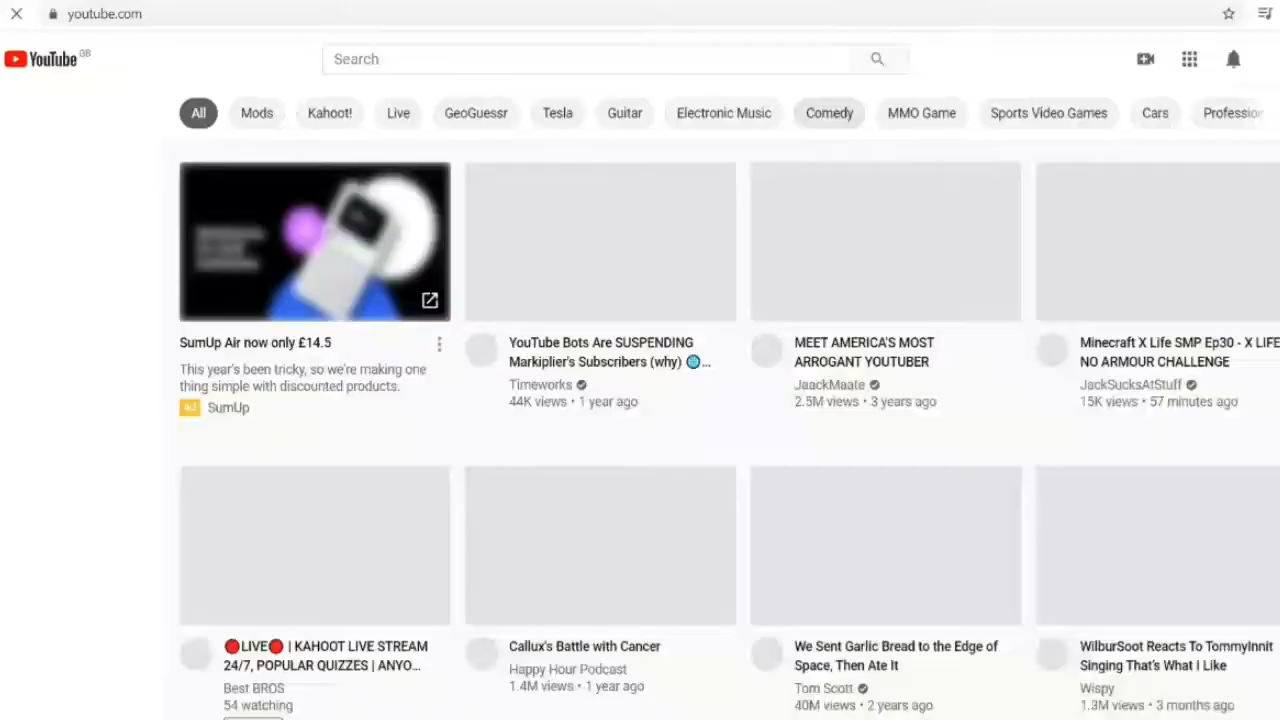 youtube.com
YouTube GB
Search
All
Mods
Kahoot!
Live
GeoGuessr
Tesla
Guitar
Electronic Music
Comedy
MMO Game
Sports Video Games
Cars
Profession
SumUp Air now only £14.5
This year's been tricky, so we're making one
thing simple with discounted products.
Ad SumUp
YouTube Bots Are SUSPENDING
Markiplier's Subscribers (why) 🌐...
Timeworks
44K views • 1 year ago
MEET AMERICA'S MOST
ARROGANT YOUTUBER
JaackMaate
2.5M views • 3 years ago
Minecraft X Life SMP Ep30 - X LIFE
NO ARMOUR CHALLENGE
JackSucksAtStuff
15K views • 57 minutes ago
🔴LIVE🔴 | KAHOOT LIVE STREAM
24/7, POPULAR QUIZZES | ANYO...
Best BROS
54 watching
Callux's Battle with Cancer
Happy Hour Podcast
1.4M views • 1 year ago
We Sent Garlic Bread to the Edge of
Space, Then Ate It
Tom Scott
40M views • 2 years ago
WilburSoot Reacts To TommyInnit
Singing That's What I Like
Wispy
1.3M views • 3 months ago